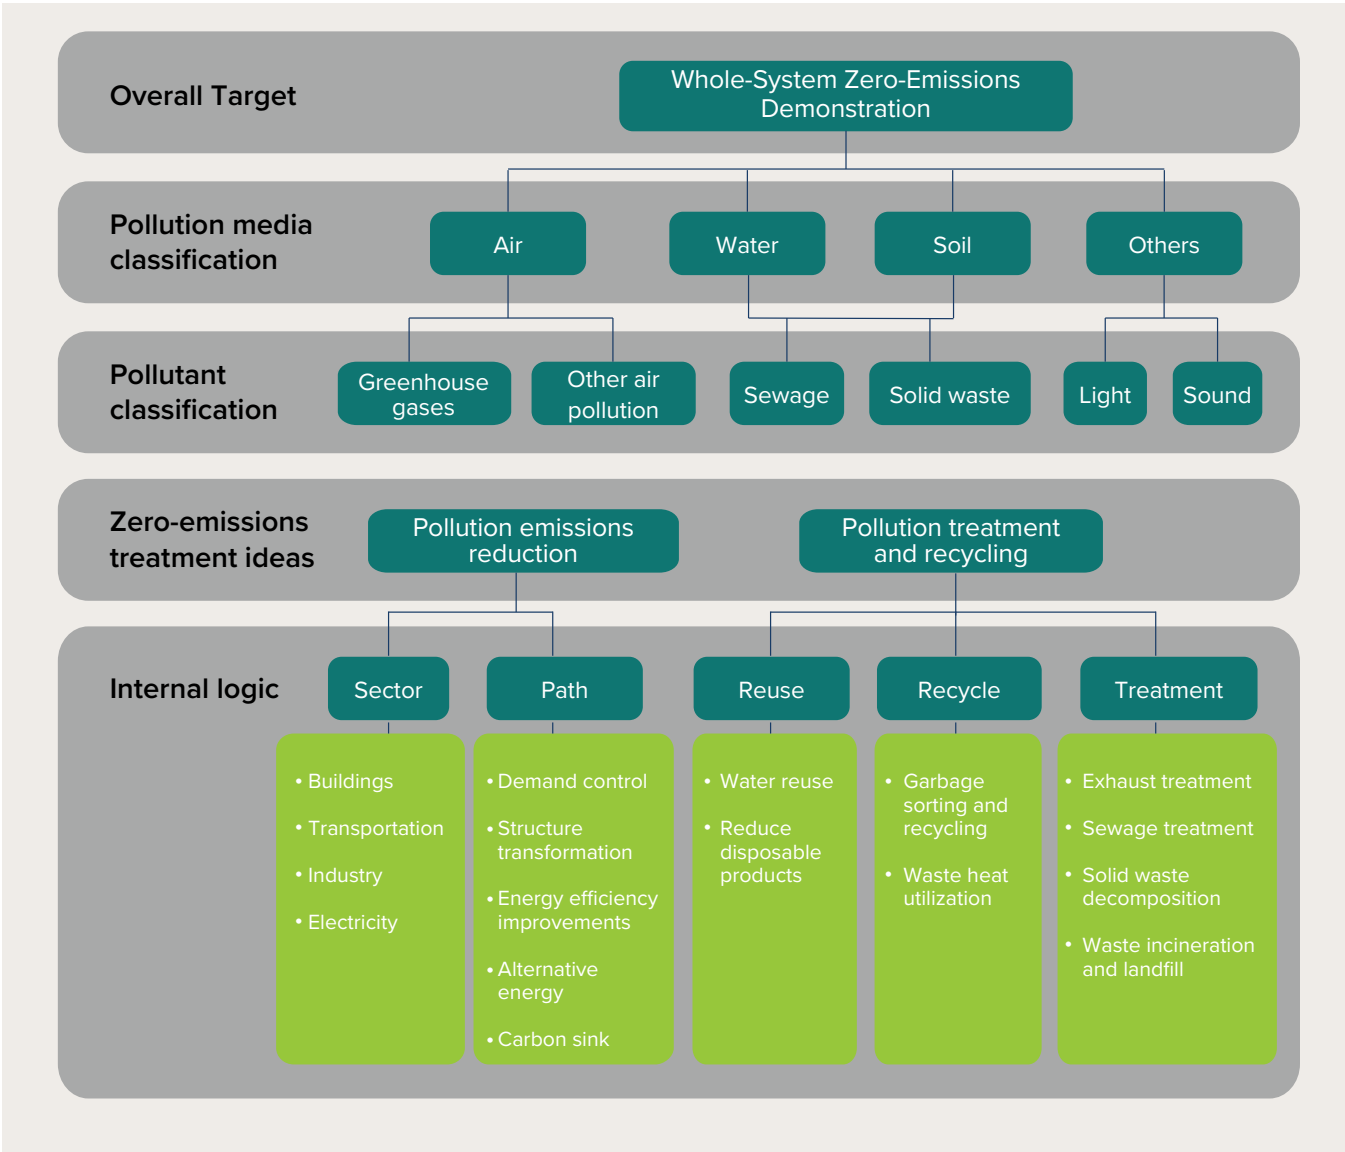 Overall Target
Whole-System Zero-Emissions
Demonstration
Pollution media
classification
Air
Water
Soil
Others
Pollutant
classification
Greenhouse
gases
Other air
pollution
Sewage
Solid waste
Light
Sound
Zero-emissions
treatment ideas
Pollution emissions
reduction
Pollution treatment
and recycling
Internal logic
Sector
Path
Reuse
Recycle
Treatment
• Buildings
• Transportation
• Industry
• Electricity
• Demand control
• Structure
transformation
• Energy efficiency
improvements
• Alternative
energy
• Carbon sink
• Water reuse
• Reduce
disposable
products
• Garbage
sorting and
recycling
• Waste heat
utilization
• Exhaust treatment
• Sewage treatment
• Solid waste
decomposition
• Waste incineration
and landfill